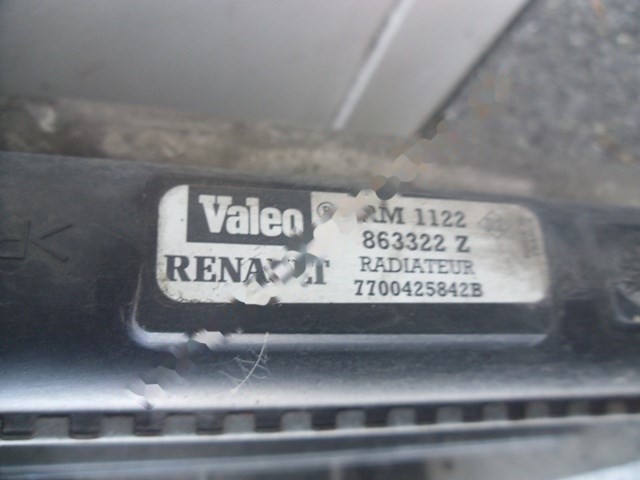 Valeo ® RM 1122
863322 Z
RENAULT RADIATEUR
7700425842B